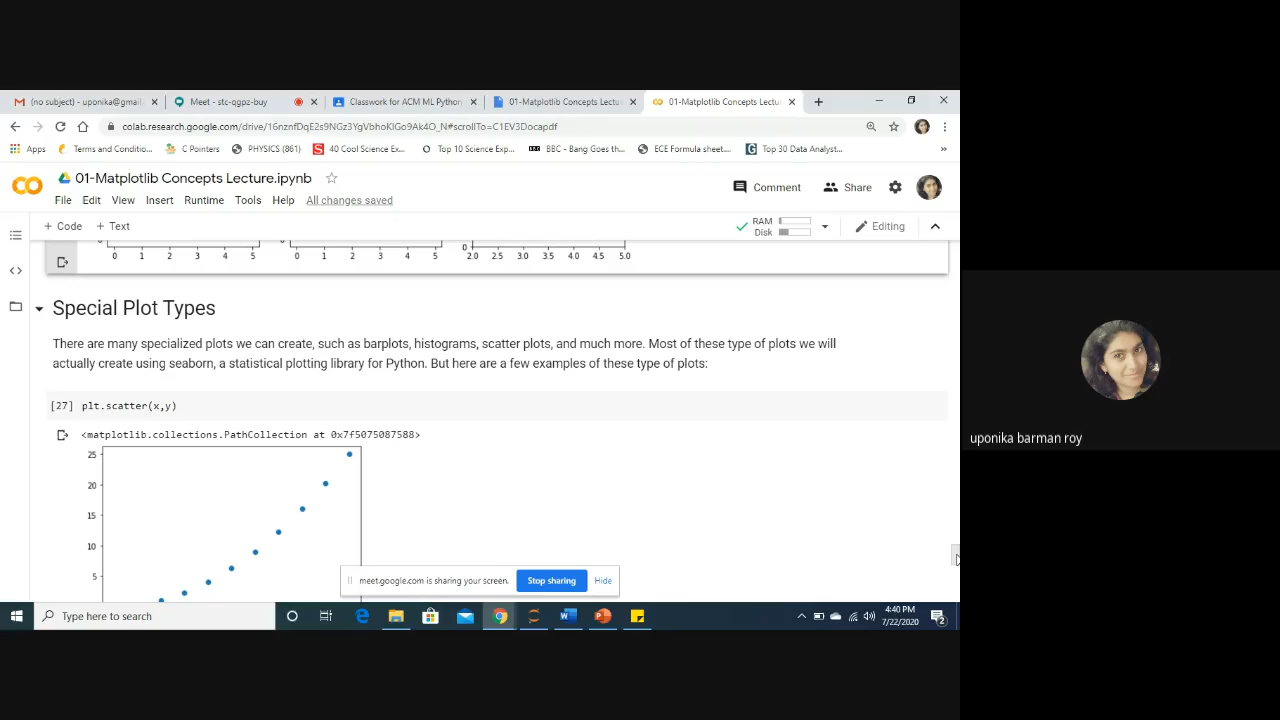 (no subject) - uponika@gmail.
Meet - stc-qgpz-buy
Classwork for ACM ML Python
01-Matplotlib Concepts Lectu
01-Matplotlib Concepts Lectu
colab.research.google.com/drive/16nznfDqE2s9NGz3YgVbhoKIGo9Ak4O_N#scrollTo=C1EV3Docapdf
Apps
Terms and Conditio...
C Pointers
PHYSICS (861)
40 Cool Science Ex...
Top 10 Science Exp...
BBC - Bang Goes th...
ECE Formula sheet....
Top 30 Data Analyst...
»
01-Matplotlib Concepts Lecture.ipynb
Comment
Share
File Edit View Insert Runtime Tools Help All changes saved
+ Code + Text
RAM
Disk
Editing
0 1 2 3 4 5
0 1 2 3 4 5
0
2.0 2.5 3.0 3.5 4.0 4.5 5.0
Special Plot Types
There are many specialized plots we can create, such as barplots, histograms, scatter plots, and much more. Most of these type of plots we will
actually create using seaborn, a statistical plotting library for Python. But here are a few examples of these type of plots:
[27] plt.scatter(x,y)
<matplotlib.collections.PathCollection at 0x7f5075087588>
25
20
15
10
5
meet.google.com is sharing your screen.
Stop sharing
Hide
Type here to search
4:40 PM
7/22/2020
2
uponika barman roy